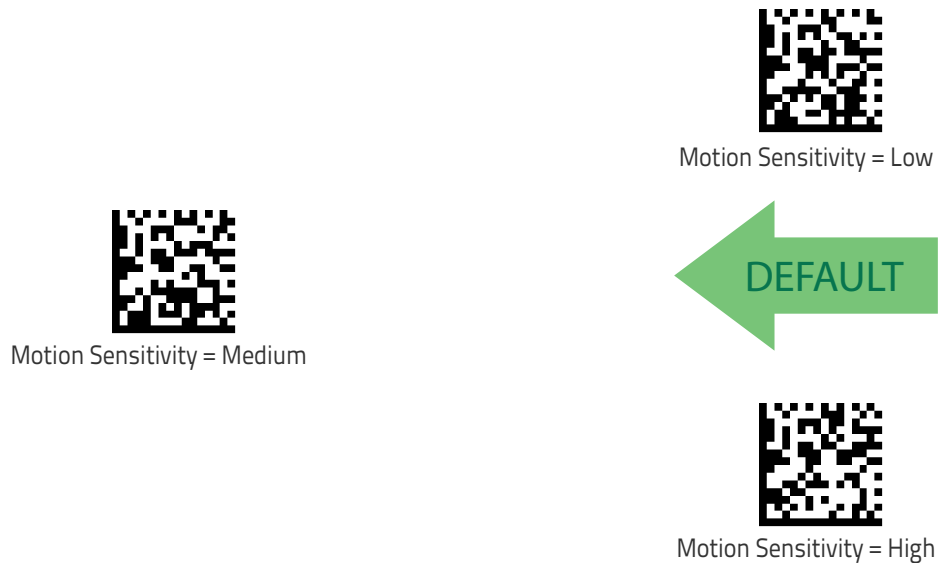 Motion Sensitivity = Low
DEFAULT
Motion Sensitivity = Medium
Motion Sensitivity = High